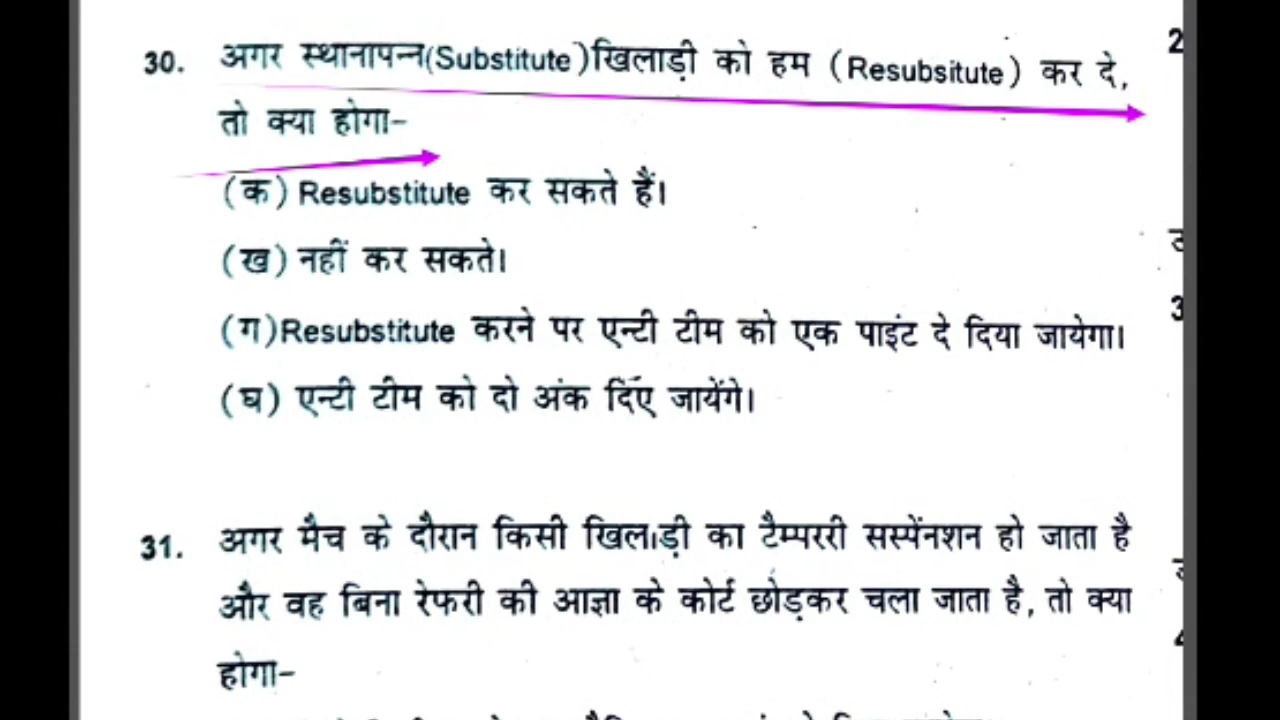 30. अगर स्थानापन्न(Substitute)खिलाड़ी को हम (Resubsitute) कर दे,
तो क्या होगा-
(क) Resubstitute कर सकते हैं।
(ख) नहीं कर सकते।
(ग)Resubstitute करने पर एन्टी टीम को एक पाइंट दे दिया जायेगा।
(घ) एन्टी टीम को दो अंक दिँए जायेंगे।
31. अगर मैच के दौरान किसी खिलाड़ी का टैम्पररी सस्पेंनशन हो जाता है
और वह बिना रेफरी की आज्ञा के कोर्ट छोड़कर चला जाता है, तो क्या
होगा-